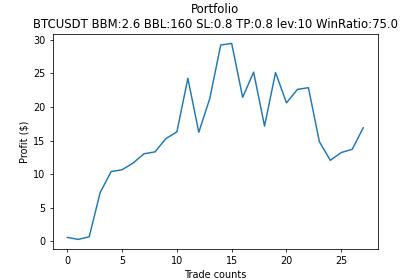 Portfolio
BTCUSDT BBM:2.6 BBL:160 SL:0.8 TP:0.8 lev:10 WinRatio:75.0
30
25
20
15
10
5
0
Profit ($)
0 5 10 15 20 25
Trade counts